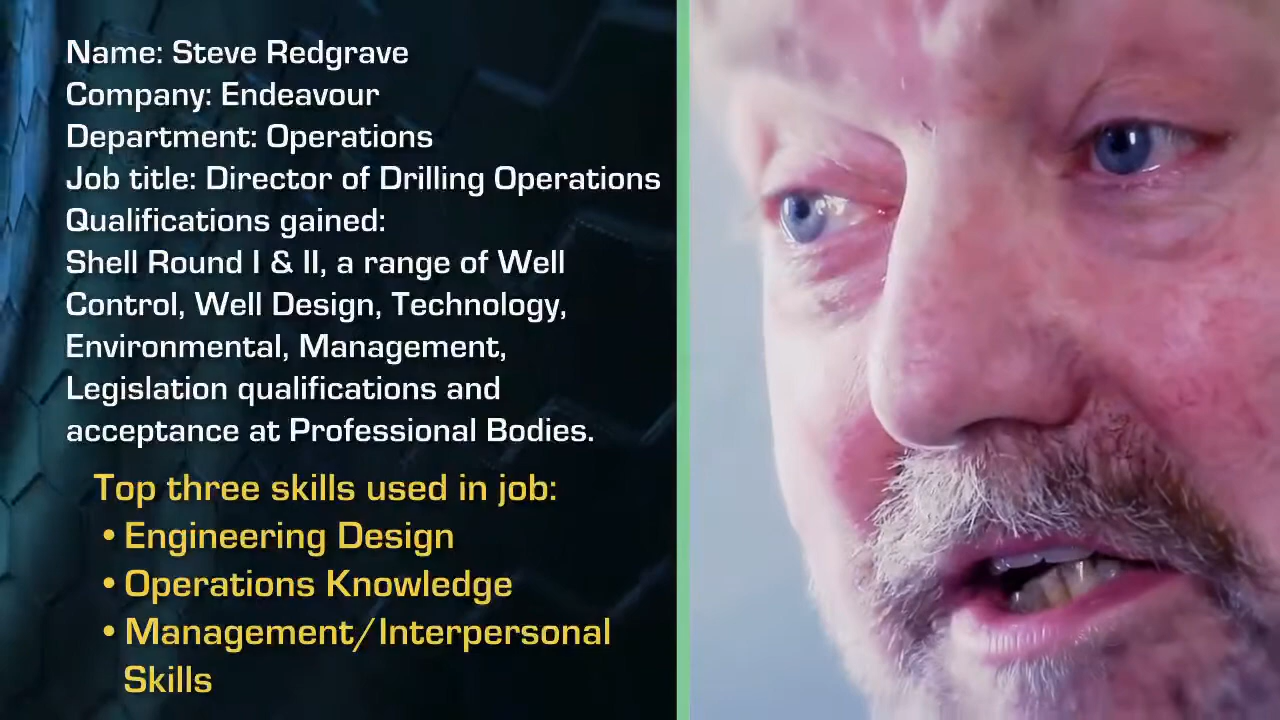 Name: Steve Redgrave
Company: Endeavour
Department: Operations
Job title: Director of Drilling Operations
Qualifications gained:
Shell Round I & II, a range of Well
Control, Well Design, Technology,
Environmental, Management,
Legislation qualifications and
acceptance at Professional Bodies.
Top three skills used in job:
• Engineering Design
• Operations Knowledge
• Management/Interpersonal
Skills